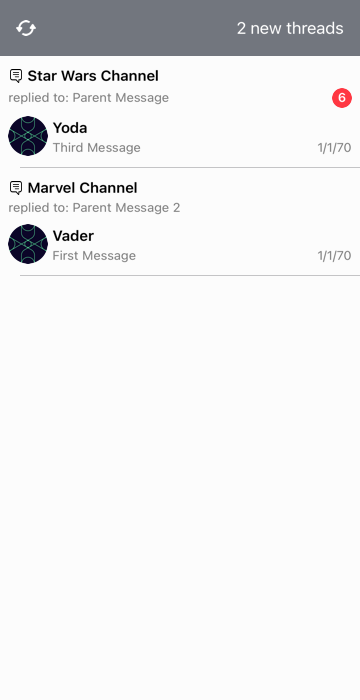 2 new threads
Star Wars Channel
replied to: Parent Message
6
Yoda
Third Message
1/1/70
Marvel Channel
replied to: Parent Message 2
Vader
First Message
1/1/70